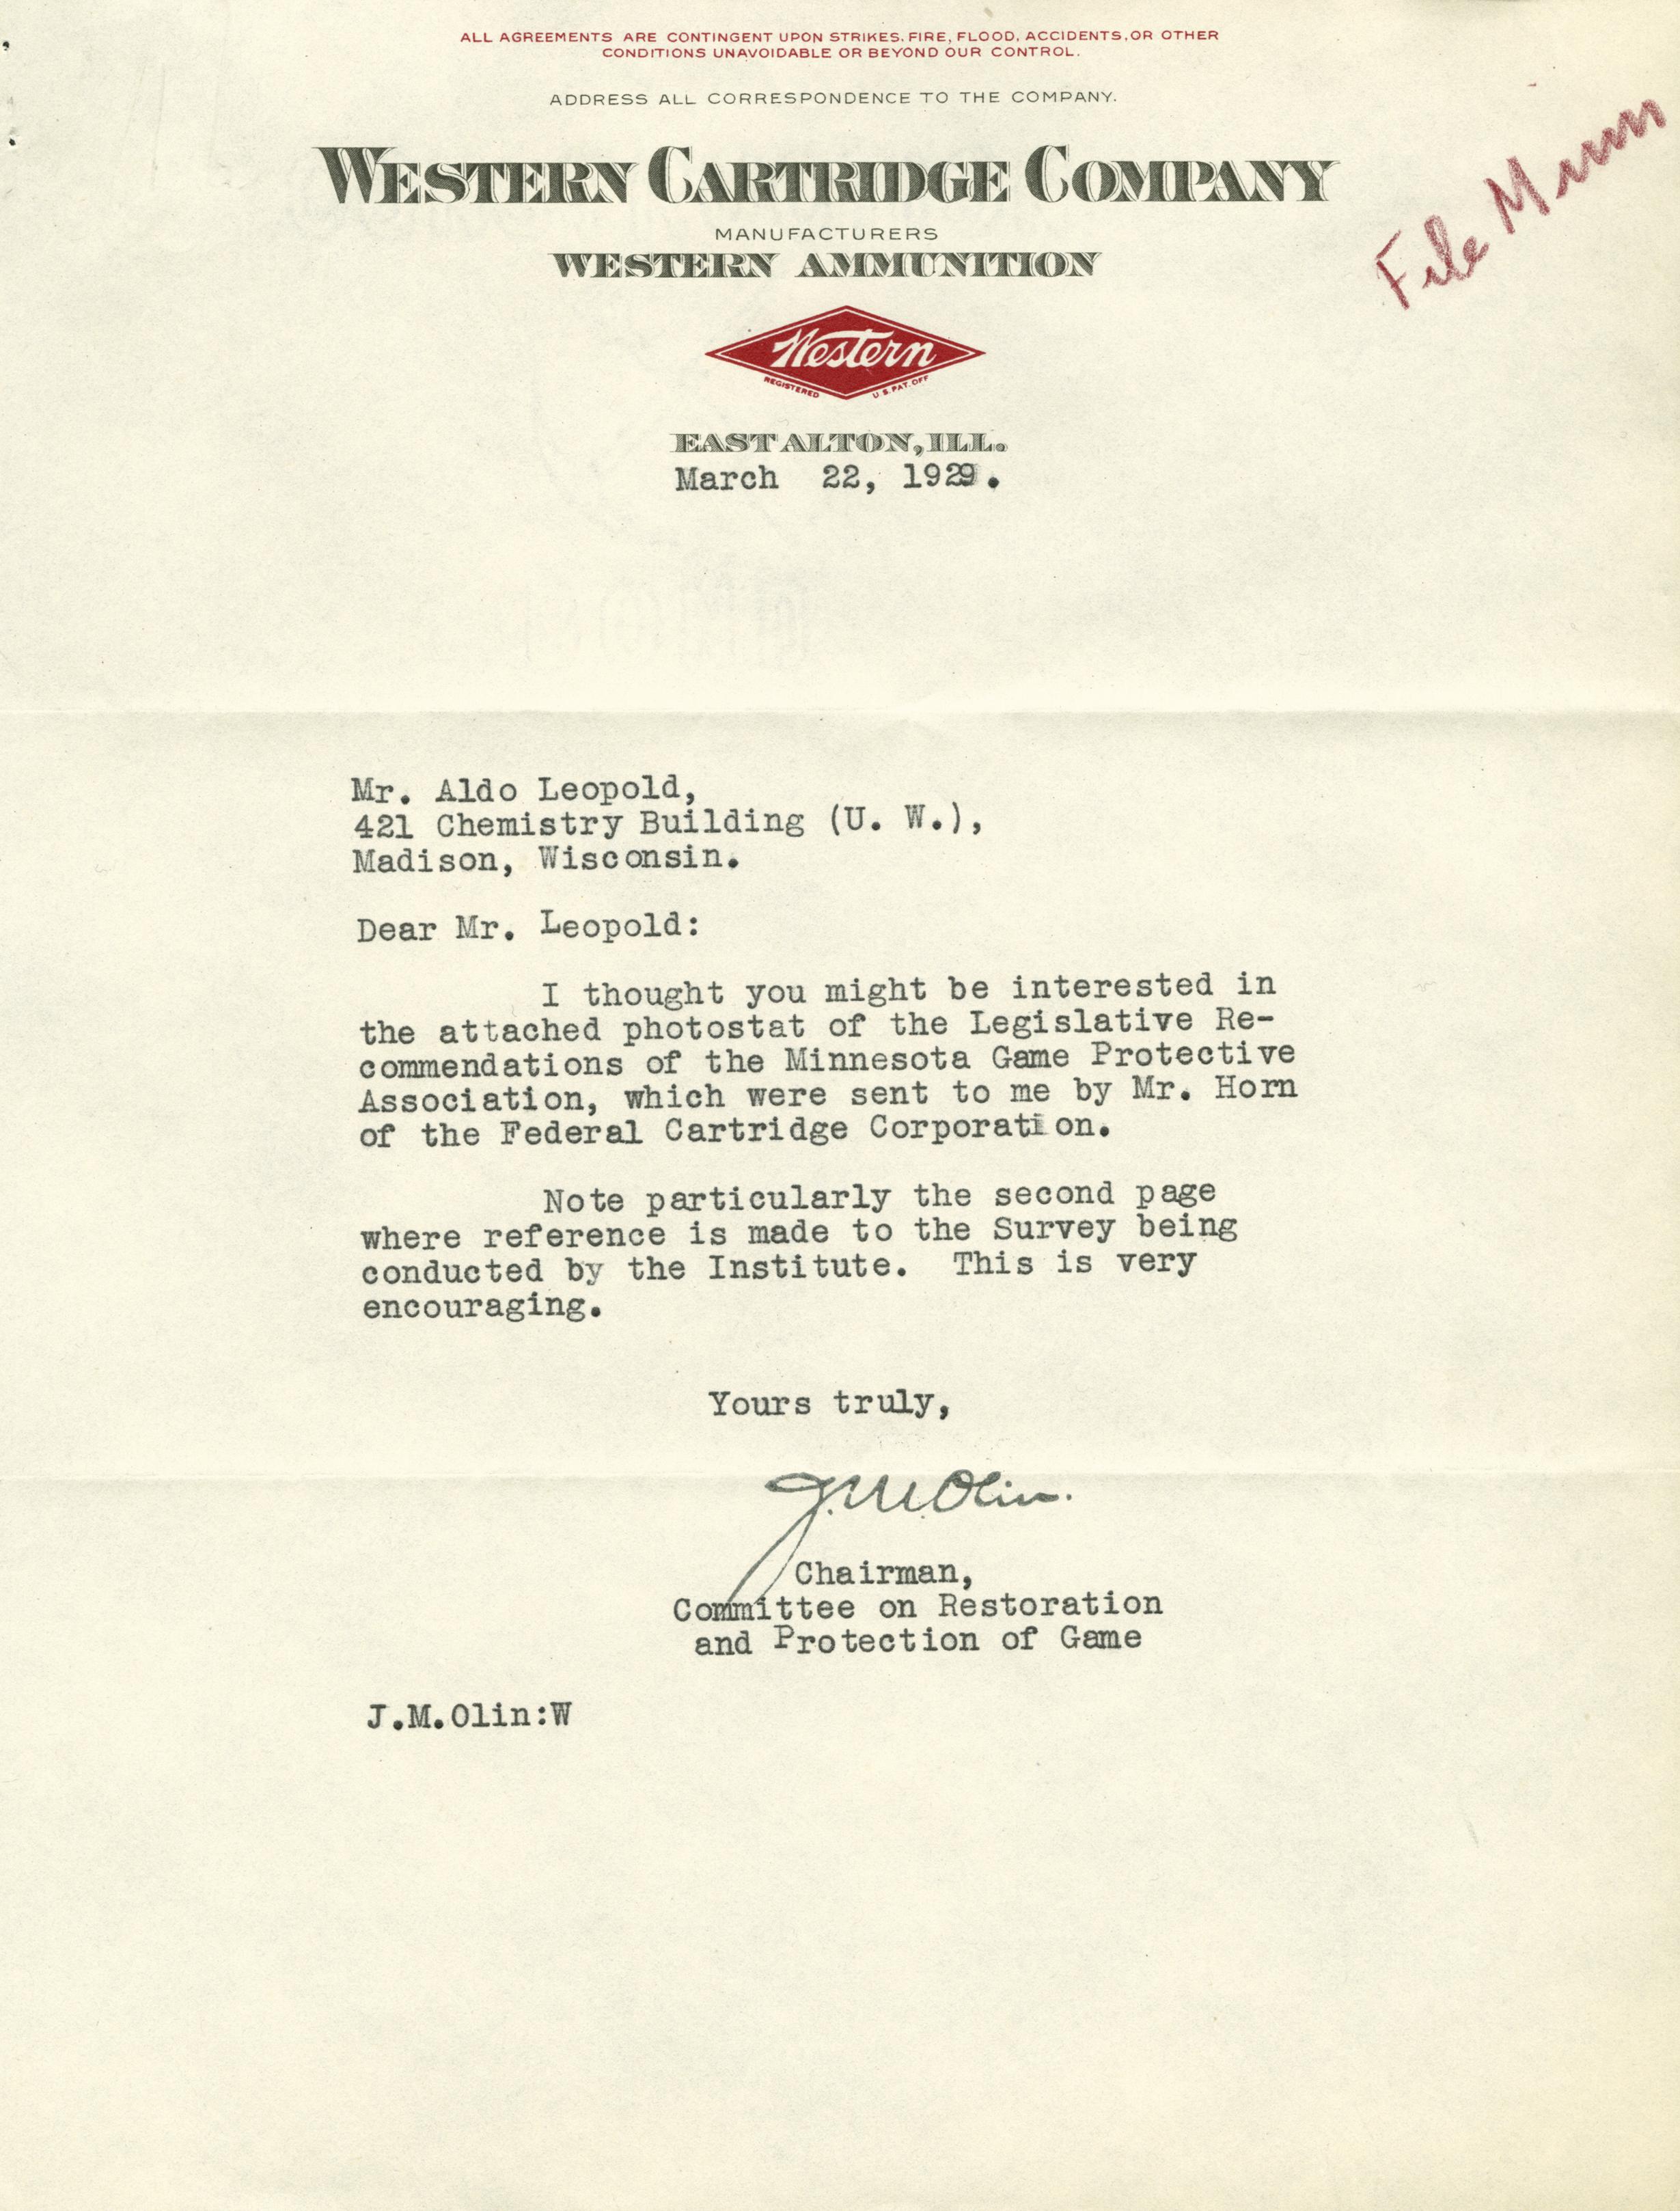 ALL AGREEMENTS ARE CONTINGENT UPON STRIKES, FIRE, FLOOD, ACCIDENTS, OR OTHER
CONDITIONS UNAVOIDABLE OR BEYOND OUR CONTROL.
ADDRESS ALL CORRESPONDENCE TO THE COMPANY.
WESTERN CARTRIDGE COMPANY
File Minn
MANUFACTURERS
WESTERN AMMUNITION
Western
REGISTERED U.S. PAT. OFF
EAST ALTON, ILL.
March 22, 1929.
Mr. Aldo Leopold,
421 Chemistry Building (U. W.),
Madison, Wisconsin.
Dear Mr. Leopold:
I thought you might be interested in
the attached photostat of the Legislative Re-
commendations of the Minnesota Game Protective
Association, which were sent to me by Mr. Horn
of the Federal Cartridge Corporation.
Note particularly the second page
where reference is made to the Survey being
conducted by the Institute. This is very
encouraging.
Yours truly,
J.M.Olin.
Chairman,
Committee on Restoration
and Protection of Game
J.M.Olin:W